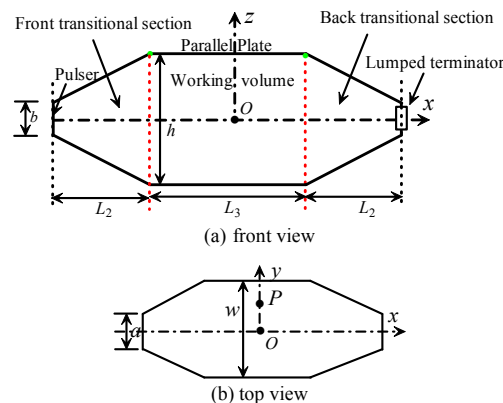 Front transitional section
z
Back transitional section
Parallel Plate
Pulser
Working volume
Lumped terminator
b
h
O
x
L2
L3
L2
(a) front view
y
a
w
P
O
x
(b) top view